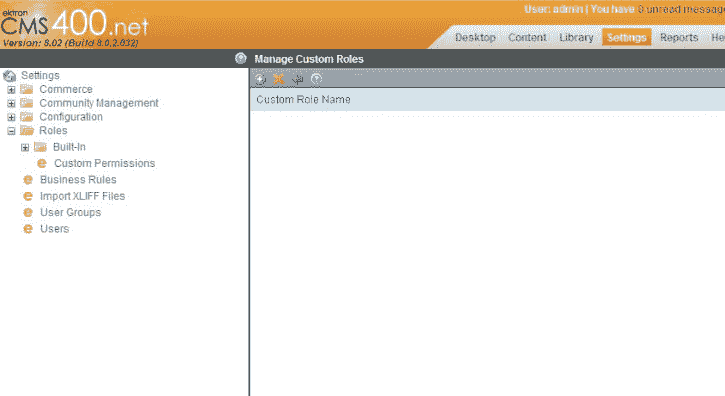 User: admin | You have 0 unread message
ektron
CMS400.net
Version: 8.02 (Build 8.0.2.032)
Desktop Content Library Settings Reports He
Manage Custom Roles
Settings
Commerce
Community Management
Configuration
Roles
Built-In
Custom Permissions
Business Rules
Import XLIFF Files
User Groups
Users
Custom Role Name